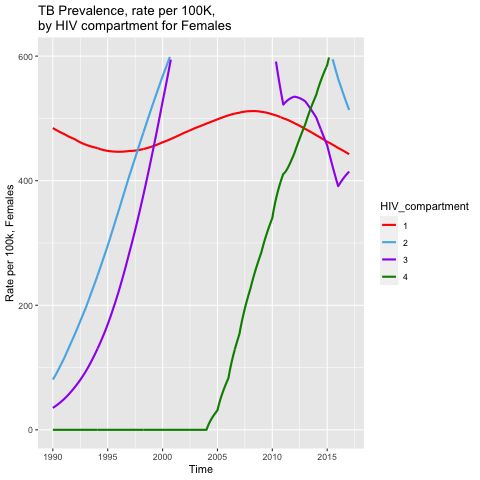 TB Prevalence, rate per 100K,
by HIV compartment for Females
Rate per 100k, Females
600
400
200
0
1990
1995
2000
2005
2010
2015
Time
HIV_compartment
1
2
3
4